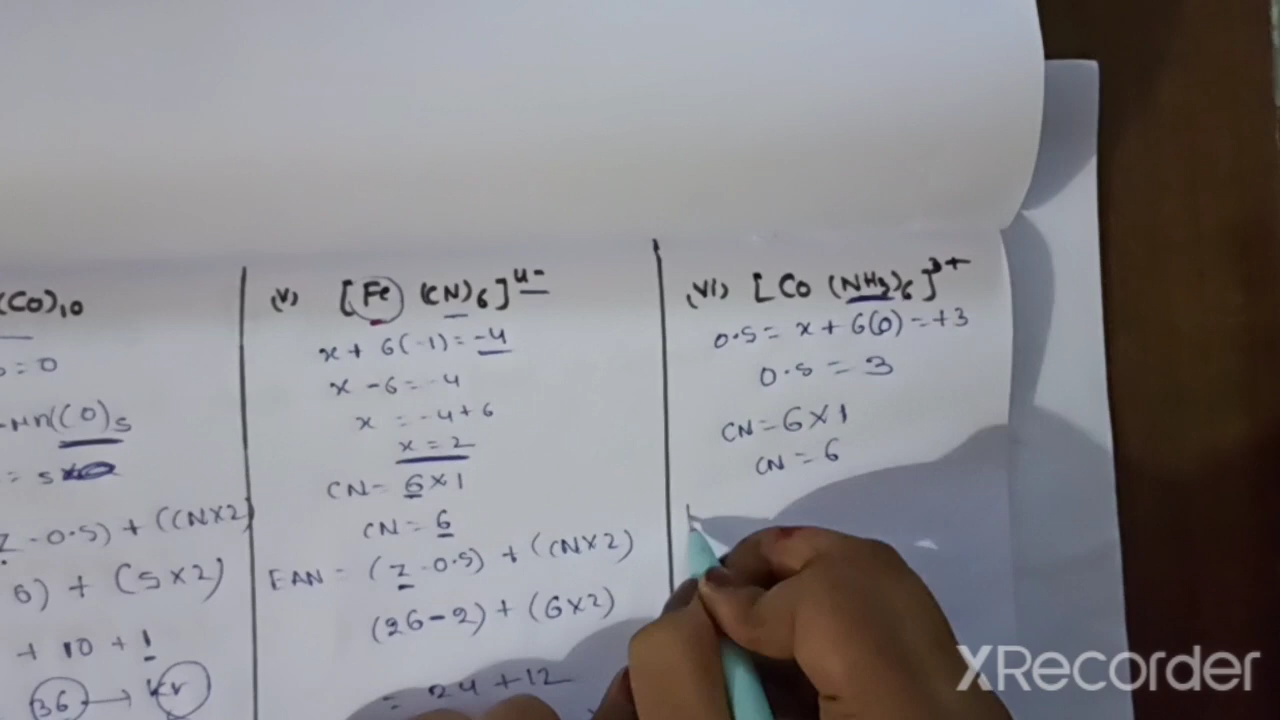 (CO)10
= 0
Mn(CO)5
= 5
Z - O.S) + (CN×2)
6) + (5×2)
+ 10 + 1
36 → Kr
(V) [Fe (CN)6]4-
x + 6(-1) = -4
x - 6 = -4
x = -4+6
x = 2
CN = 6×1
CN = 6
EAN = (Z - O.S) + (CN×2)
(26-2) + (6×2)
= 24 + 12
(VI) [Co (NH3)6]3+
O.S = x + 6(0) = +3
O.S = 3
CN = 6×1
CN = 6
XRecorder